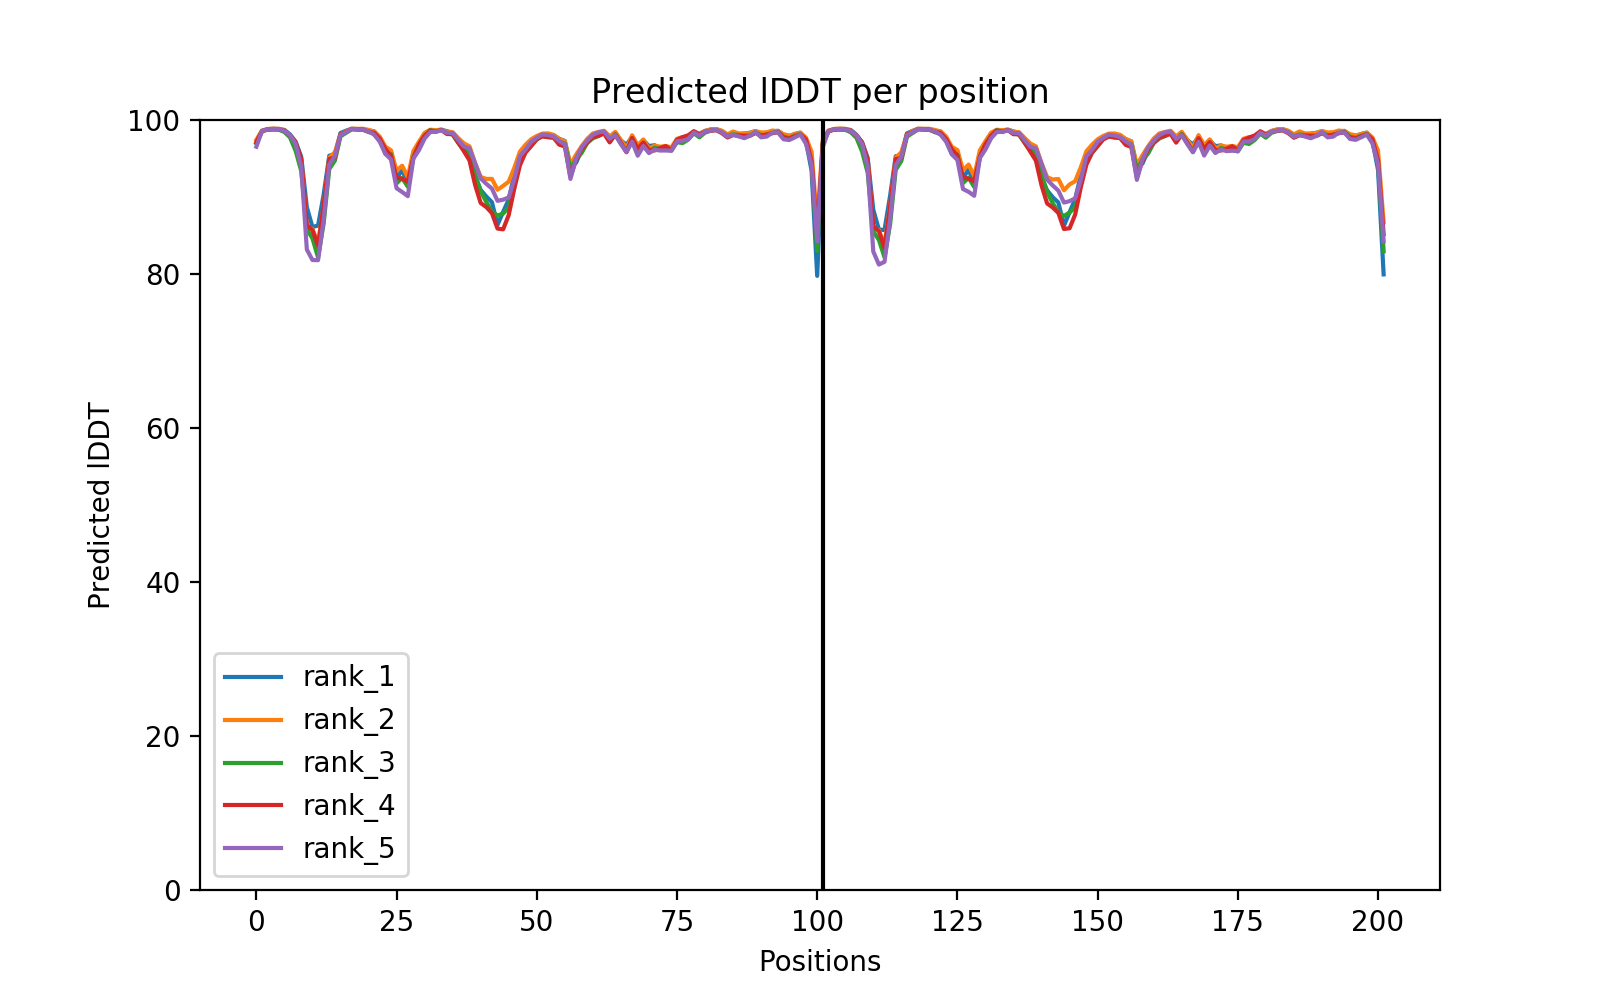 Predicted lDDT per position
100
80
60
40
20
0
Predicted lDDT
rank_1
rank_2
rank_3
rank_4
rank_5
0 25 50 75 100 125 150 175 200
Positions